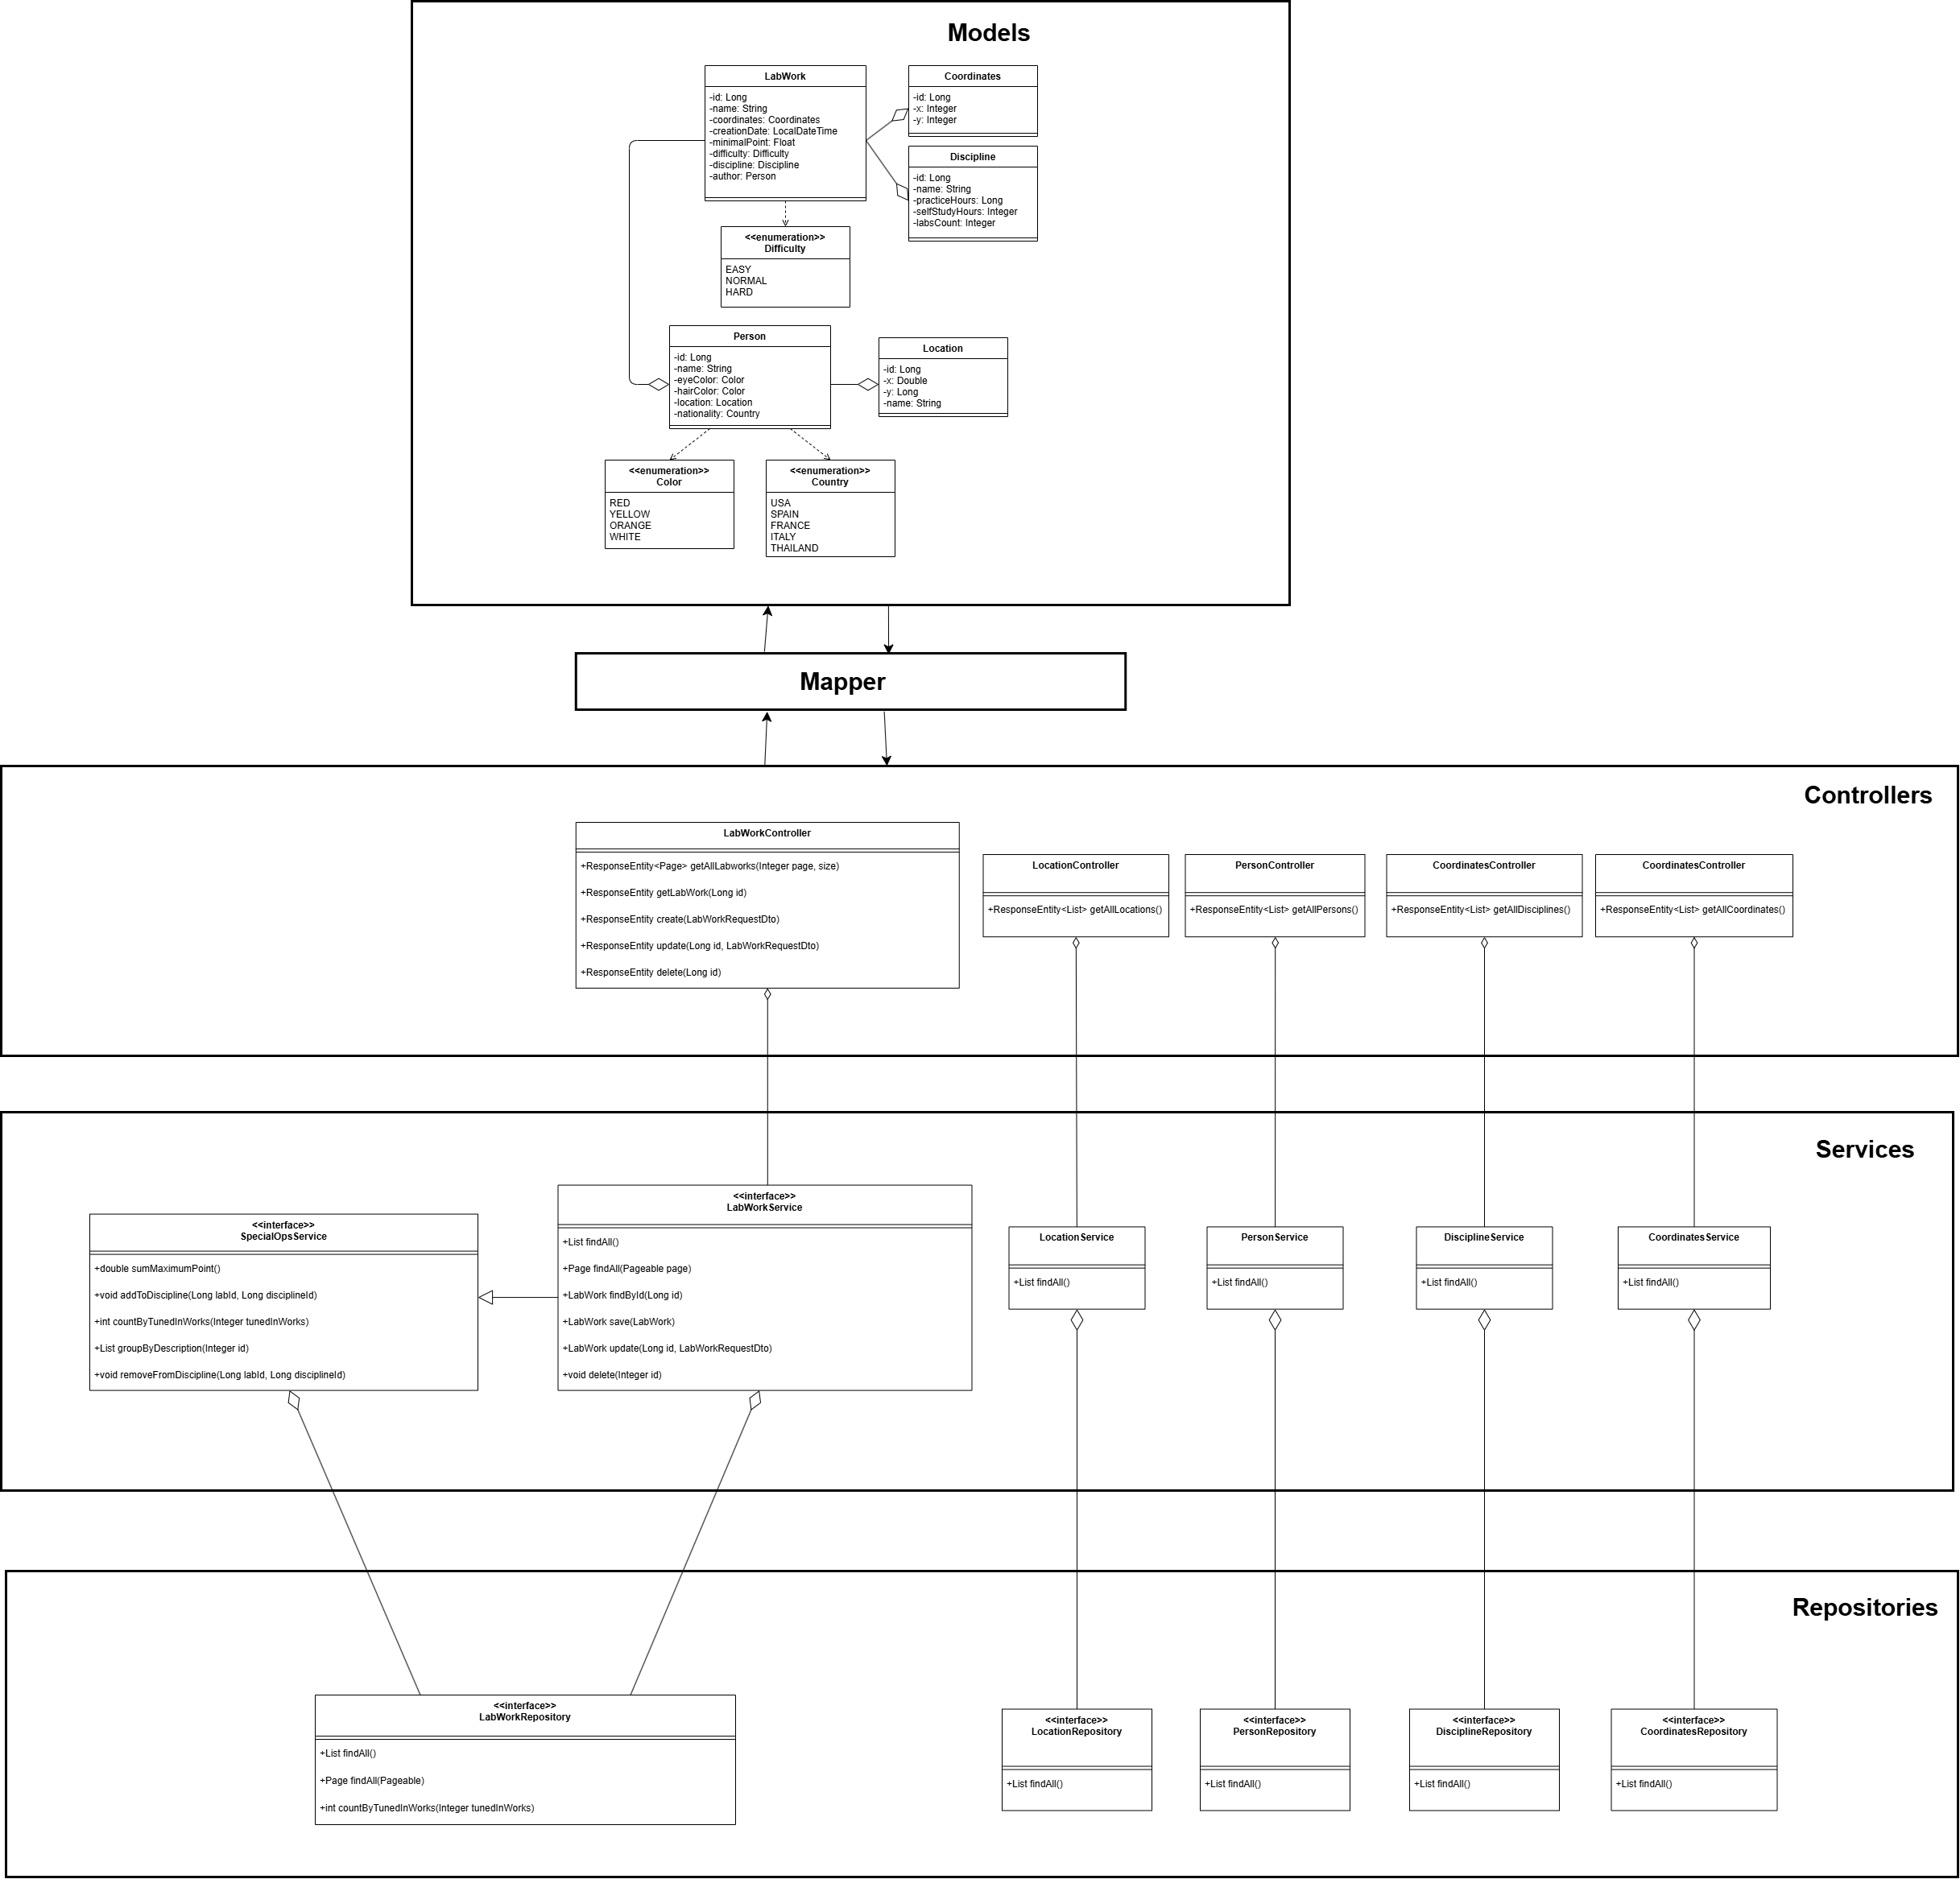 Models
LabWork
-id: Long
-name: String
-coordinates: Coordinates
-creationDate: LocalDateTime
-minimalPoint: Float
-difficulty: Difficulty
-discipline: Discipline
-author: Person
Coordinates
-id: Long
-x: Integer
-y: Integer
Discipline
-id: Long
-name: String
-practiceHours: Long
-selfStudyHours: Integer
-labsCount: Integer
<<enumeration>>
Difficulty
EASY
NORMAL
HARD
Person
-id: Long
-name: String
-eyeColor: Color
-hairColor: Color
-location: Location
-nationality: Country
Location
-id: Long
-x: Double
-y: Long
-name: String
<<enumeration>>
Color
RED
YELLOW
ORANGE
WHITE
<<enumeration>>
Country
USA
SPAIN
FRANCE
ITALY
THAILAND
Mapper
Controllers
LabWorkController
+ResponseEntity<Page> getAllLabworks(Integer page, size)
+ResponseEntity getLabWork(Long id)
+ResponseEntity create(LabWorkRequestDto)
+ResponseEntity update(Long id, LabWorkRequestDto)
+ResponseEntity delete(Long id)
LocationController
+ResponseEntity<List> getAllLocations()
PersonController
+ResponseEntity<List> getAllPersons()
CoordinatesController
+ResponseEntity<List> getAllDisciplines()
CoordinatesController
+ResponseEntity<List> getAllCoordinates()
Services
<<interface>>
SpecialOpsService
+double sumMaximumPoint()
+void addToDiscipline(Long labId, Long disciplineId)
+int countByTunedInWorks(Integer tunedInWorks)
+List groupByDescription(Integer id)
+void removeFromDiscipline(Long labId, Long disciplineId)
<<interface>>
LabWorkService
+List findAll()
+Page findAll(Pageable page)
+LabWork findById(Long id)
+LabWork save(LabWork)
+LabWork update(Long id, LabWorkRequestDto)
+void delete(Integer id)
LocationService
+List findAll()
PersonService
+List findAll()
DisciplineService
+List findAll()
CoordinatesService
+List findAll()
Repositories
<<interface>>
LabWorkRepository
+List findAll()
+Page findAll(Pageable)
+int countByTunedInWorks(Integer tunedInWorks)
<<interface>>
LocationRepository
+List findAll()
<<interface>>
PersonRepository
+List findAll()
<<interface>>
DisciplineRepository
+List findAll()
<<interface>>
CoordinatesRepository
+List findAll()